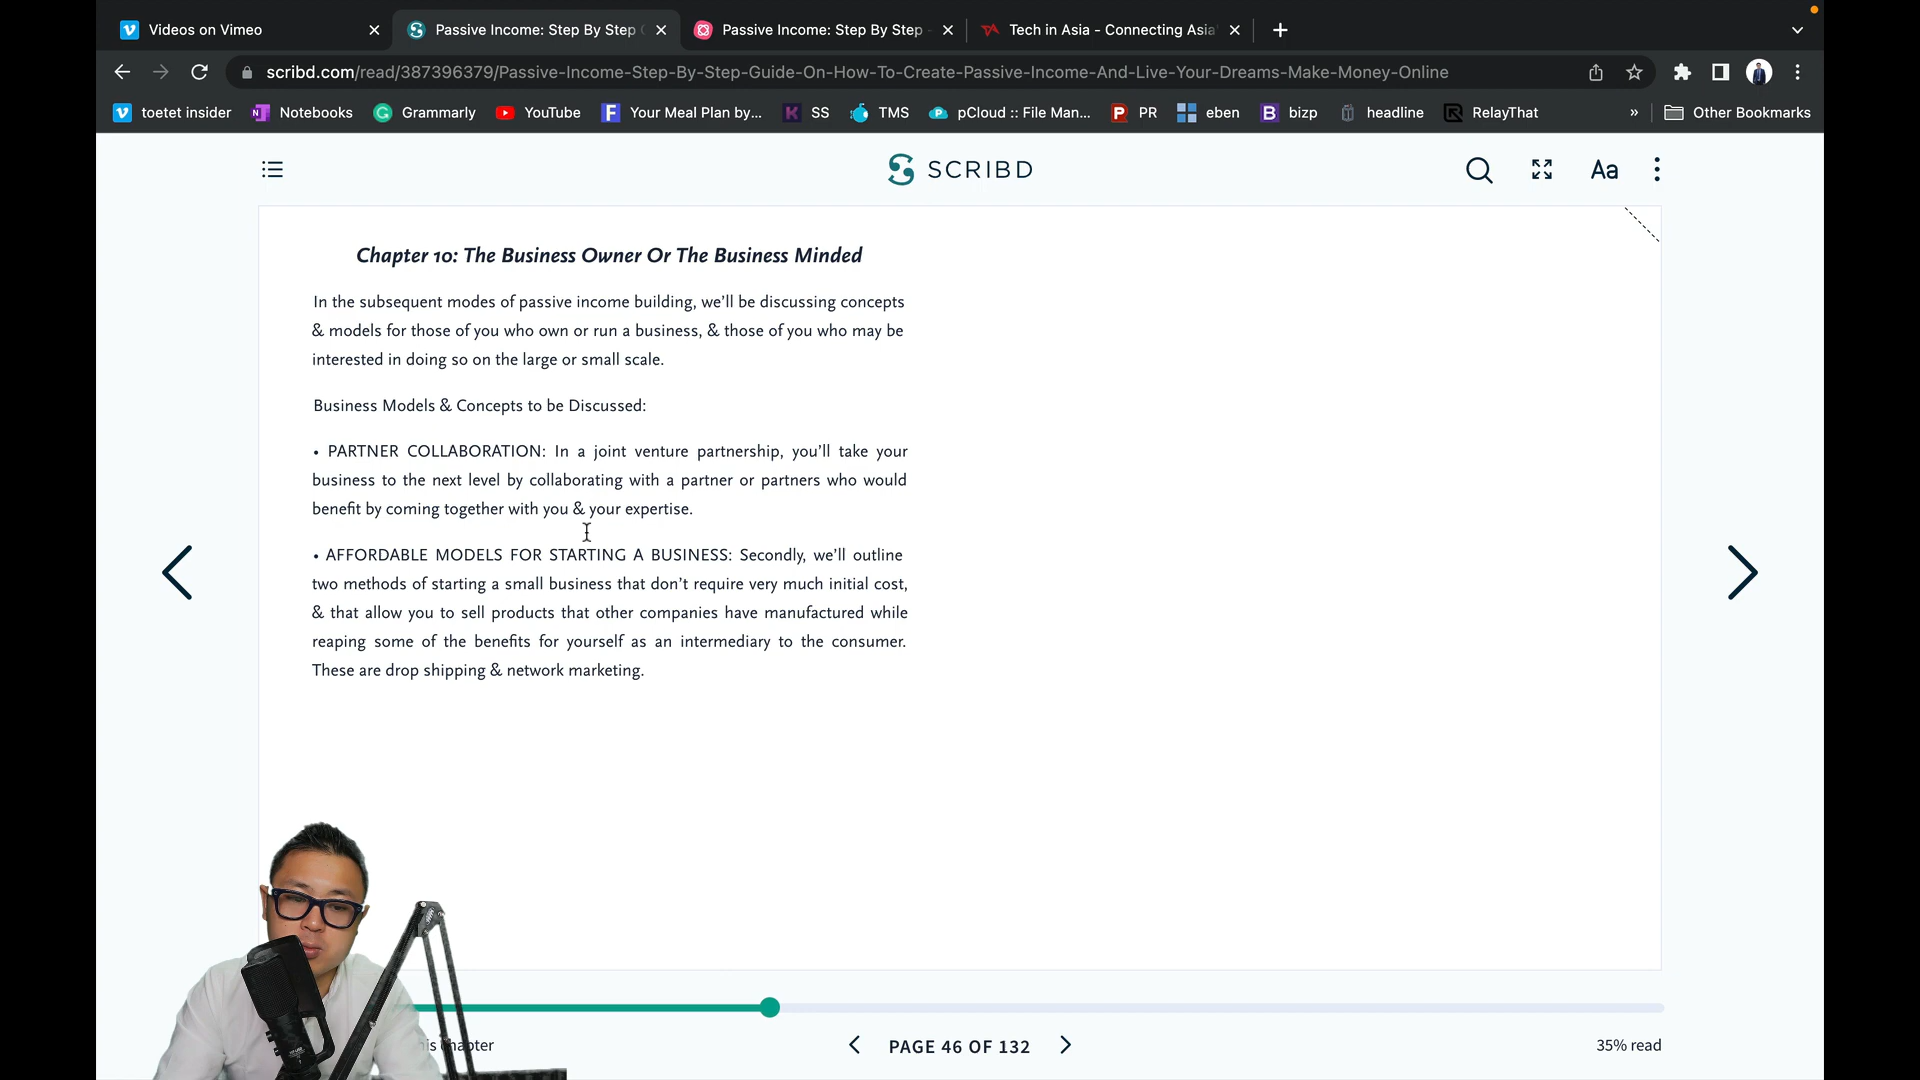 Videos on Vimeo
Passive Income: Step By Step
Passive Income: Step By Step
Tech in Asia - Connecting Asia'
scribd.com/read/387396379/Passive-Income-Step-By-Step-Guide-On-How-To-Create-Passive-Income-And-Live-Your-Dreams-Make-Money-Online
toetet insider
Notebooks
Grammarly
YouTube
Your Meal Plan by...
SS
TMS
pCloud :: File Man...
PR
eben
bizp
headline
RelayThat
»
Other Bookmarks
SCRIBD
Aa
Chapter 10: The Business Owner Or The Business Minded
In the subsequent modes of passive income building, we'll be discussing concepts
& models for those of you who own or run a business, & those of you who may be
interested in doing so on the large or small scale.
Business Models & Concepts to be Discussed:
• PARTNER COLLABORATION: In a joint venture partnership, you'll take your
business to the next level by collaborating with a partner or partners who would
benefit by coming together with you & your expertise.
• AFFORDABLE MODELS FOR STARTING A BUSINESS: Secondly, we'll outline
two methods of starting a small business that don't require very much initial cost,
& that allow you to sell products that other companies have manufactured while
reaping some of the benefits for yourself as an intermediary to the consumer.
These are drop shipping & network marketing.
chapter
PAGE 46 OF 132
35% read